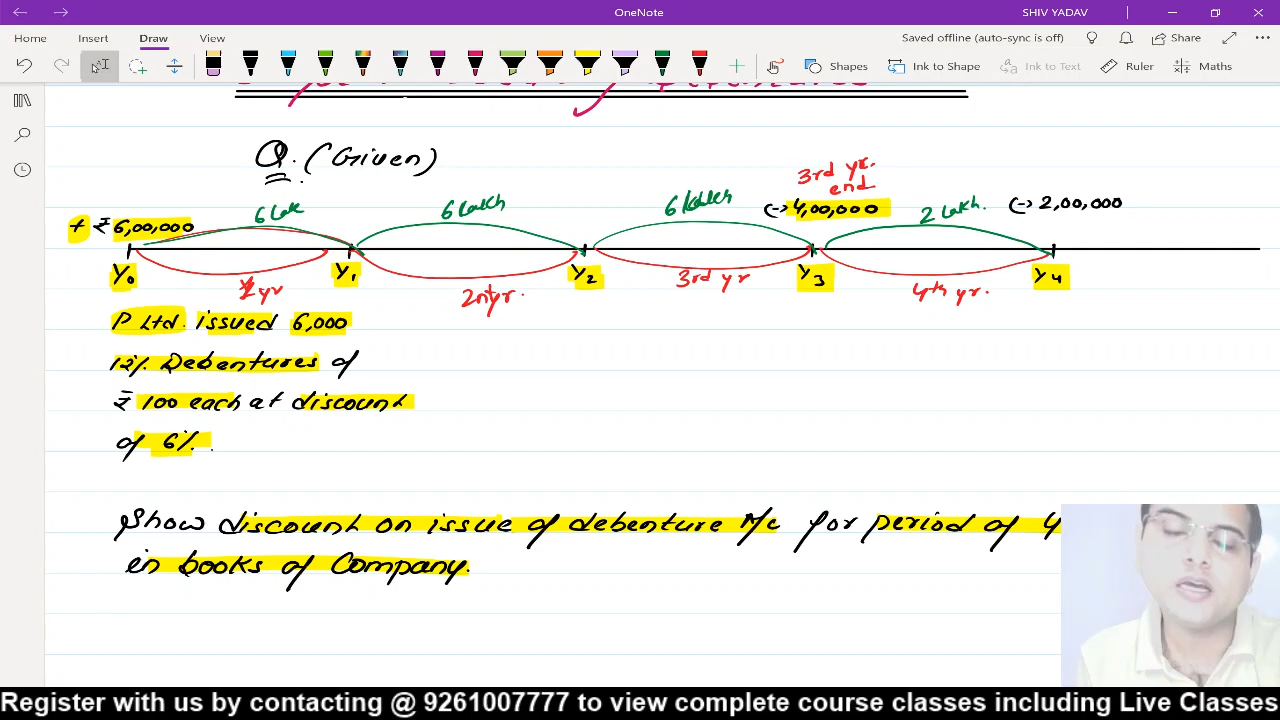 OneNote
SHIV YADAV
Home Insert Draw View
Saved offline (auto-sync is off)
Share
Shapes
Ink to Shape
Ink to Text
Ruler
Maths
Q. (Given)
3rd yr.
end
6 Lak
6 Lakh
6 Lakh
2 Lakh.
+ ₹ 6,00,000
(-) 4,00,000
(-) 2,00,000
Y0 Y1 Y2 Y3 Y4
yr
2nd yr.
3rd yr
4th yr.
P Ltd. issued 6,000
12% Debentures of
₹ 100 each at discount
of 6%.
Show discount on issue of debenture A/c for period of 4
in books of Company.
Register with us by contacting @ 9261007777 to view complete course classes including Live Classes